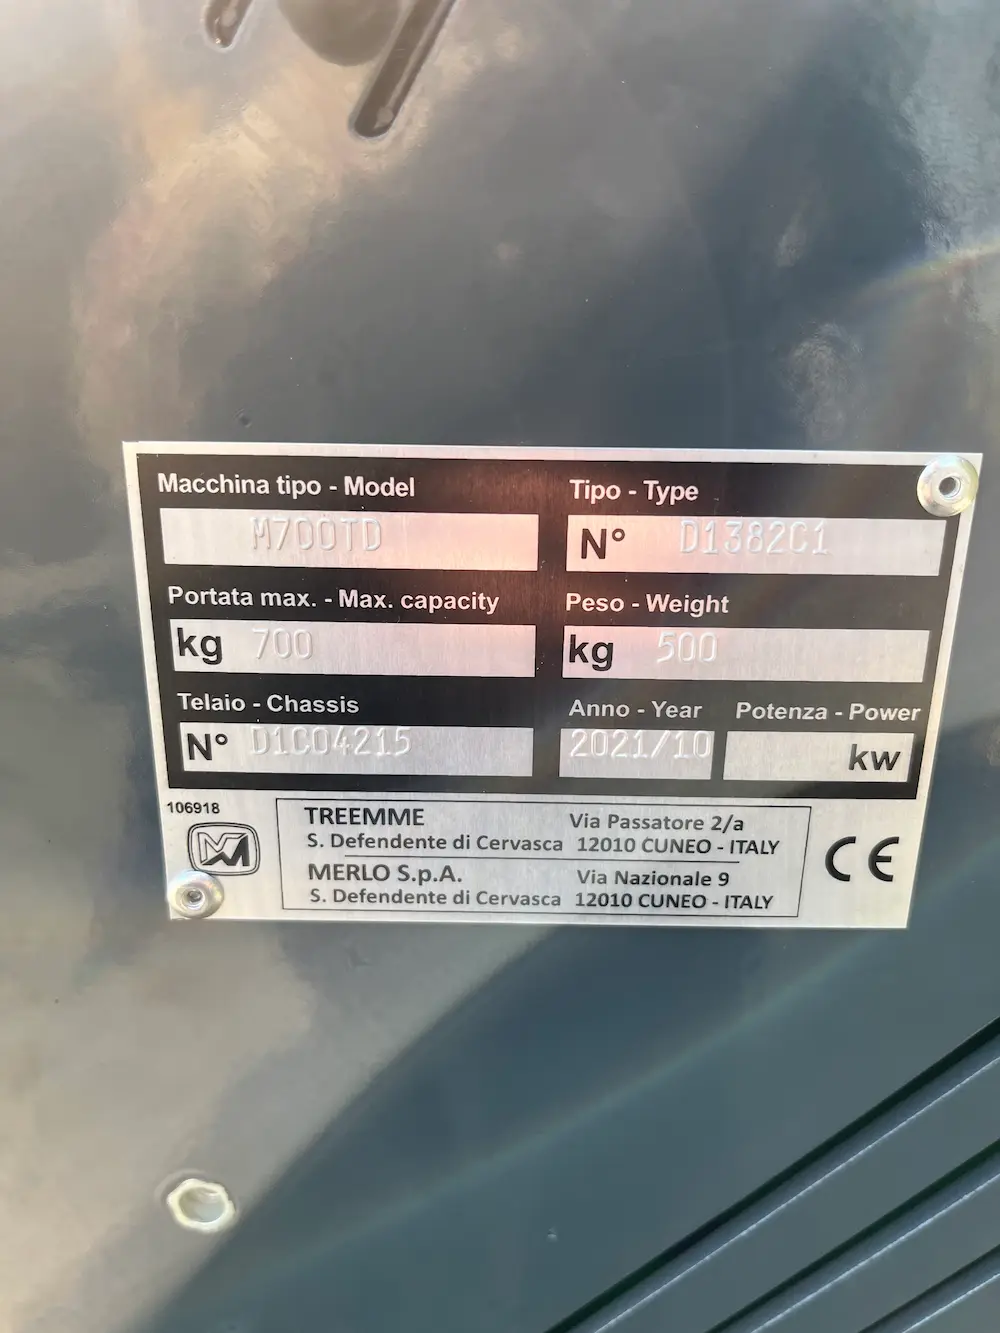 Macchina tipo - Model
M700TD
Tipo - Type
N° D1382C1
Portata max. - Max. capacity
kg 700
Peso - Weight
kg 500
Telaio - Chassis
N° D1C04215
Anno - Year
2021/10
Potenza - Power
kw
106918
TREEMME Via Passatore 2/a
S. Defendente di Cervasca 12010 CUNEO - ITALY
MERLO S.p.A. Via Nazionale 9
S. Defendente di Cervasca 12010 CUNEO - ITALY
CE